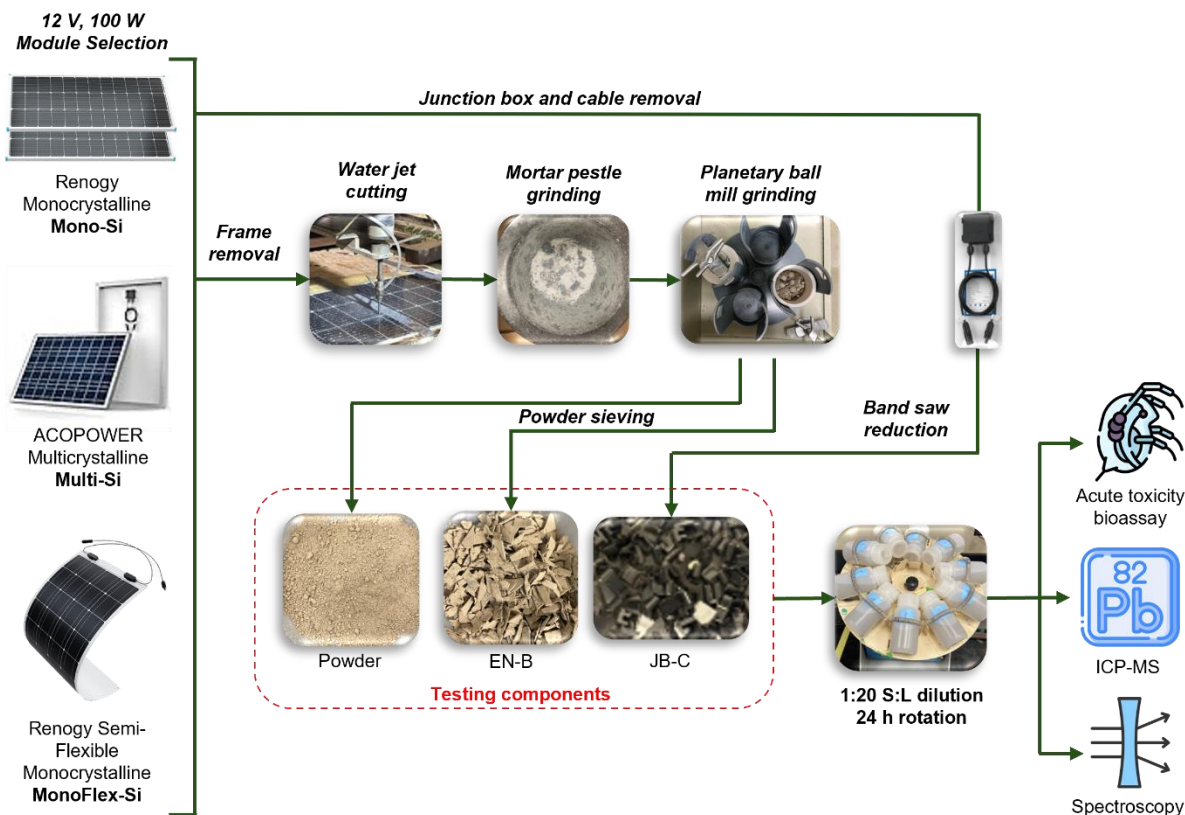 12 V, 100 W
Module Selection
Renogy
Monocrystalline
Mono-Si
ACOPOWER
Multicrystalline
Multi-Si
Renogy Semi-
Flexible
Monocrystalline
MonoFlex-Si
Junction box and cable removal
Frame
removal
Water jet
cutting
Mortar pestle
grinding
Planetary ball
mill grinding
Powder sieving
Band saw
reduction
Powder
EN-B
JB-C
Testing components
1:20 S:L dilution
24 h rotation
Acute toxicity
bioassay
82
Pb
ICP-MS
Spectroscopy